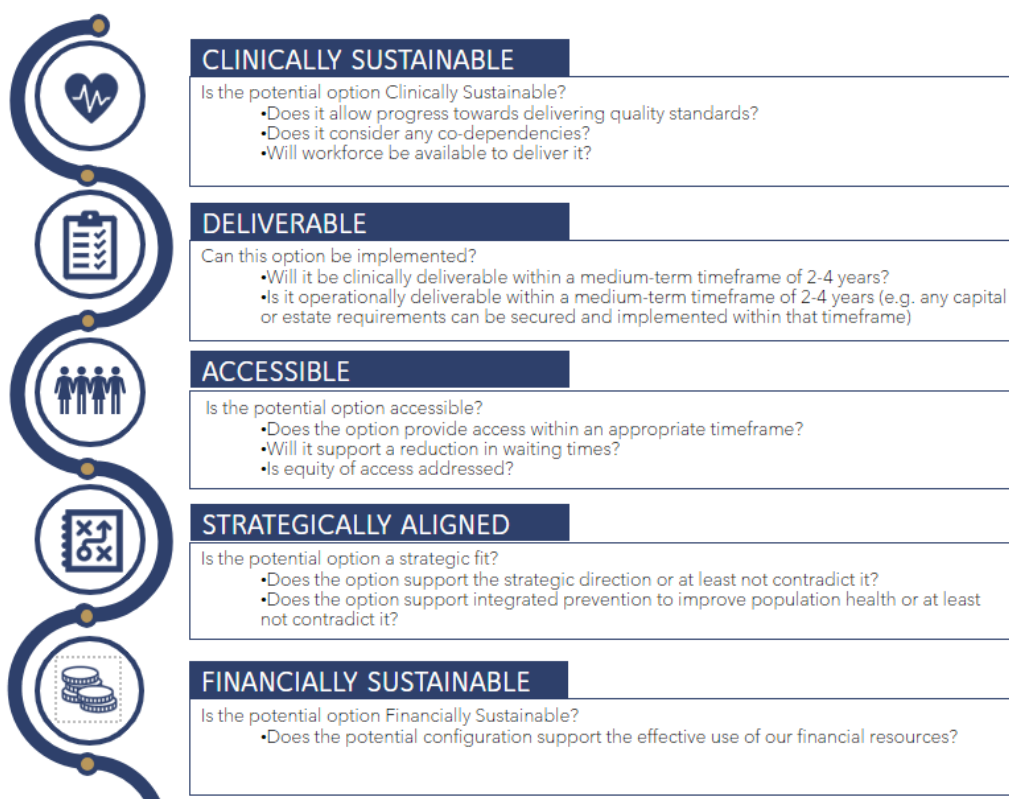 CLINICALLY SUSTAINABLE
Is the potential option Clinically Sustainable?
•Does it allow progress towards delivering quality standards?
•Does it consider any co-dependencies?
•Will workforce be available to deliver it?
DELIVERABLE
Can this option be implemented?
•Will it be clinically deliverable within a medium-term timeframe of 2-4 years?
•Is it operationally deliverable within a medium-term timeframe of 2-4 years (e.g. any capital
or estate requirements can be secured and implemented within that timeframe)
ACCESSIBLE
Is the potential option accessible?
•Does the option provide access within an appropriate timeframe?
•Will it support a reduction in waiting times?
•Is equity of access addressed?
STRATEGICALLY ALIGNED
Is the potential option a strategic fit?
•Does the option support the strategic direction or at least not contradict it?
•Does the option support integrated prevention to improve population health or at least
not contradict it?
FINANCIALLY SUSTAINABLE
Is the potential option Financially Sustainable?
•Does the potential configuration support the effective use of our financial resources?